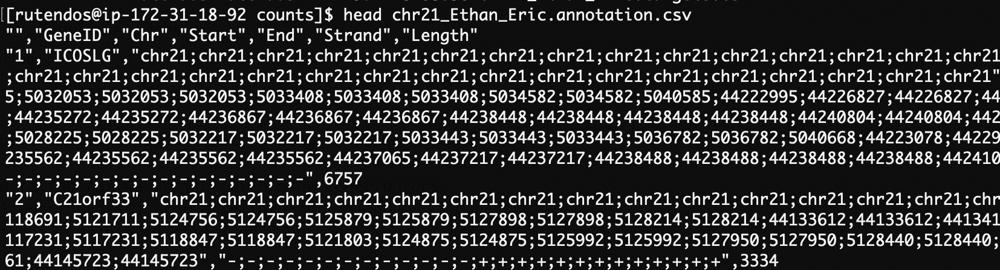 [rutendos@ip-172-31-18-92 counts]$ head chr21_Ethan_Eric.annotation.csv
"","GeneID","Chr","Start","End","Strand","Length"
"1","ICOSLG","chr21;chr21;chr21;chr21;chr21;chr21;chr21;chr21;chr21;chr21;chr21;chr21;chr21;chr21;chr21
;chr21;chr21;chr21;chr21;chr21;chr21;chr21;chr21;chr21;chr21;chr21;chr21;chr21;chr21;chr21;chr21;chr21"
5;5032053;5032053;5032053;5033408;5033408;5033408;5034582;5034582;5040585;44222995;44226827;44226827;44
;44235272;44235272;44236867;44236867;44236867;44238448;44238448;44238448;44238448;44240804;44240804;442
;5028225;5028225;5032217;5032217;5032217;5033443;5033443;5033443;5036782;5036782;5040668;44223078;44229
235562;44235562;44235562;44235562;44237065;44237217;44237217;44238488;44238488;44238488;44238488;442410
-;-;-;-;-;-;-;-;-;-;-;-;-;-;-;-",6757
"2","C21orf33","chr21;chr21;chr21;chr21;chr21;chr21;chr21;chr21;chr21;chr21;chr21;chr21;chr21;chr21;chr
118691;5121711;5124756;5124756;5125879;5125879;5127898;5127898;5128214;5128214;44133612;44133612;441341
117231;5117231;5118847;5118847;5121803;5124875;5124875;5125992;5125992;5127950;5127950;5128440;5128440;
61;44145723;44145723","-;-;-;-;-;-;-;-;-;-;-;-;-;+;+;+;+;+;+;+;+;+;+;+;+;+",3334